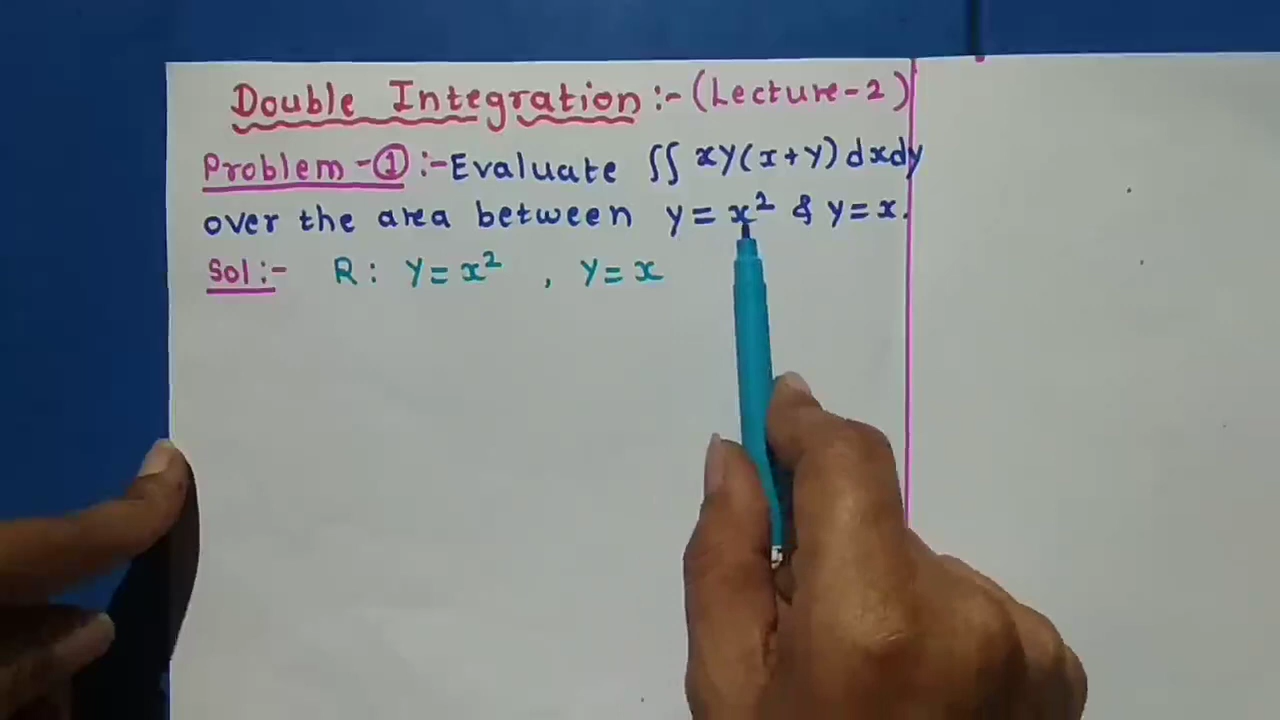 Double Integration:-(Lecture-2)
Problem-①:-Evaluate ∬ xy(x+y)dxdy
over the area between y=x² & y=x.
Sol:- R: y=x² , y=x